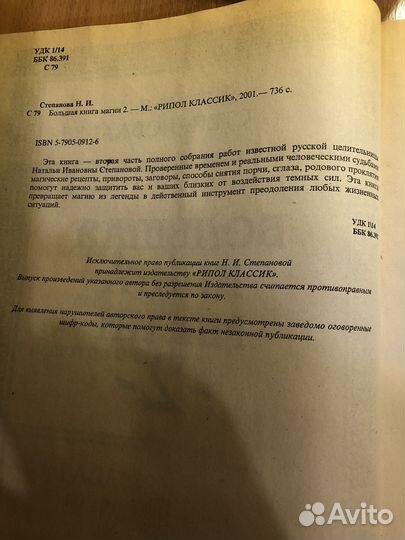 УДК 1/14
ББК 86.391
С 79
Степанова Н. И.
С 79 Большая книга магии 2. — М.: «РИПОЛ КЛАССИК», 2001.— 736 с.
ISBN 5-7905-0912-6
Эта книга — вторая часть полного собрания работ известной русской целительницы
Натальи Ивановны Степановой. Проверенные временем и реальными человеческими судьбами
магические рецепты, привороты, заговоры, способы снятия порчи, сглаза, родового проклятия
помогут надежно защитить вас и ваших близких от воздействия темных сил. Эта книга
превращает магию из легенды в действенный инструмент преодоления любых жизненных
ситуаций.
УДК 1/14
ББК 86.391
Исключительное право публикации книг Н. И. Степановой
принадлежит издательству «РИПОЛ КЛАССИК».
Выпуск произведений указанного автора без разрешения Издательства считается противоправным
и преследуется по закону.
Для выявления нарушителей авторского права в тексте книги предусмотрены заведомо оговоренные
шифр-коды, которые помогут доказать факт незаконной публикации.
Avito